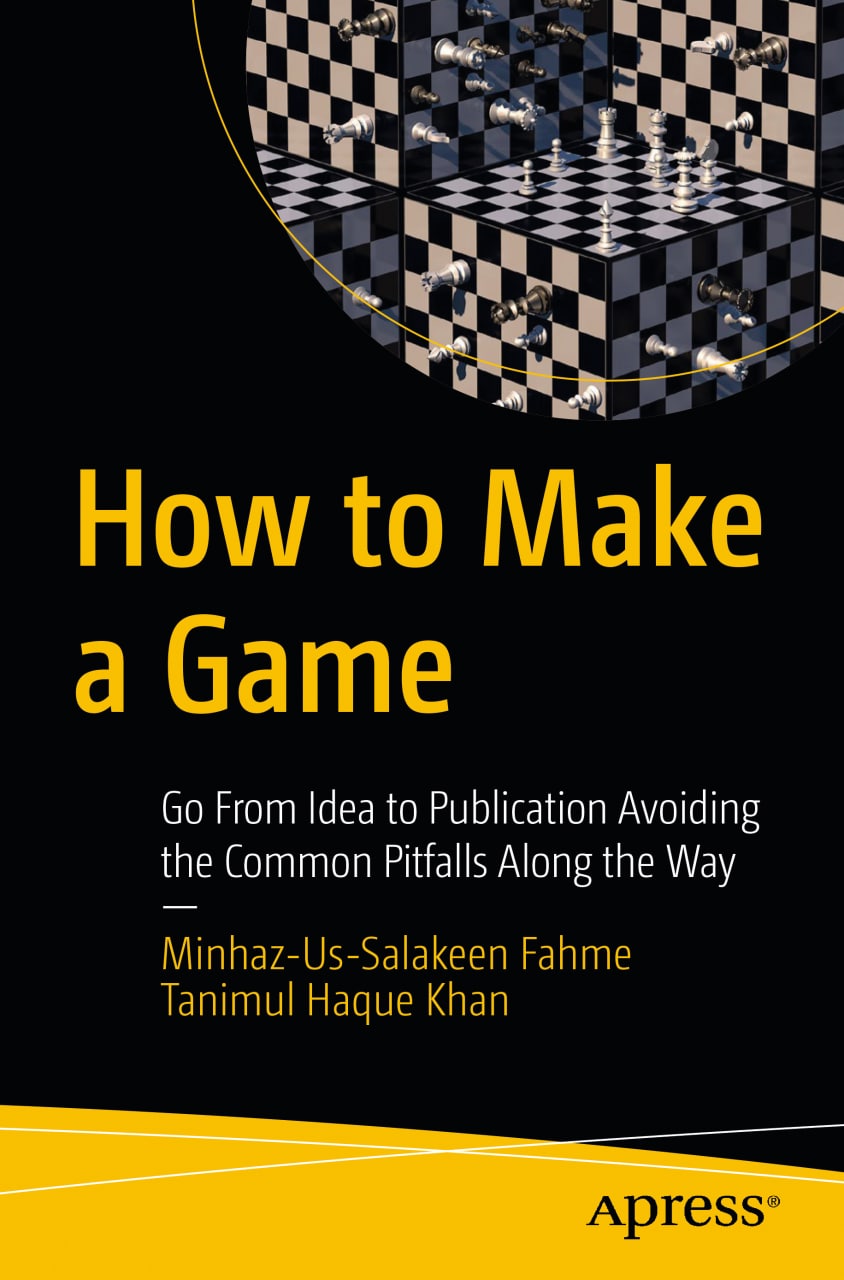 How to Make
a Game
Go From Idea to Publication Avoiding
the Common Pitfalls Along the Way
—
Minhaz-Us-Salakeen Fahme
Tanimul Haque Khan
Apress®